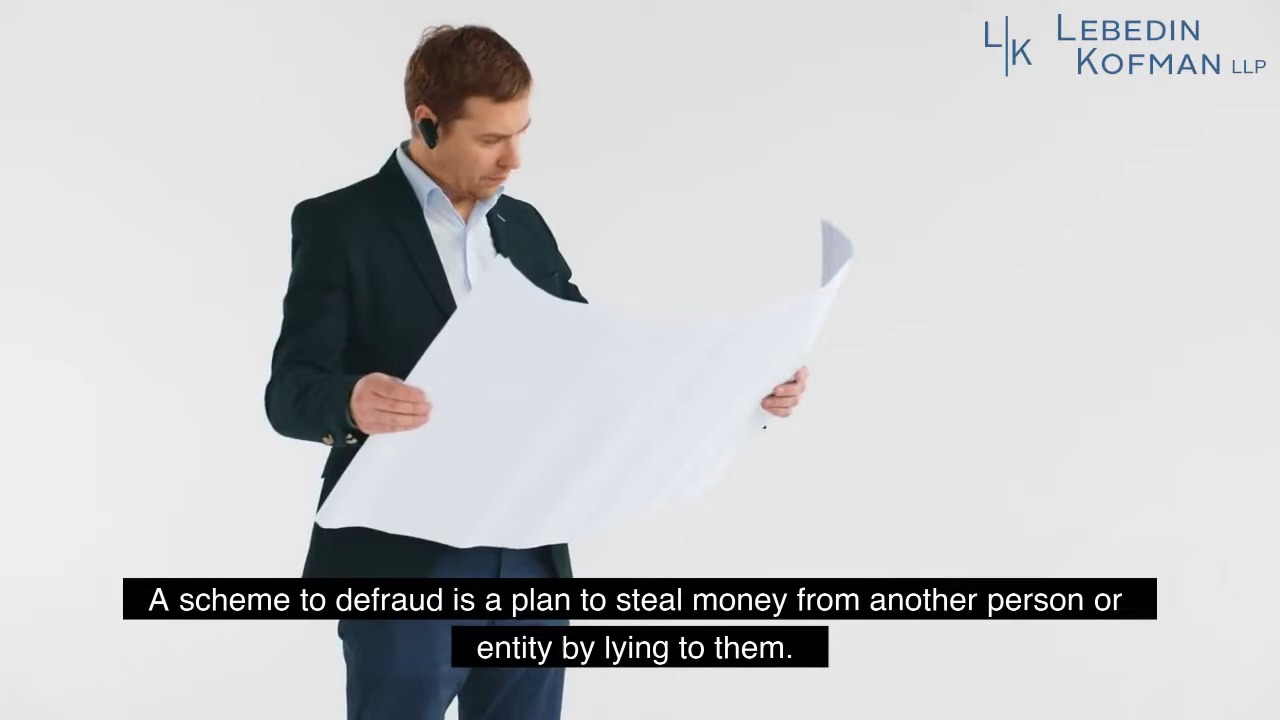 L|K LEBEDIN
KOFMAN LLP
A scheme to defraud is a plan to steal money from another person or
entity by lying to them.